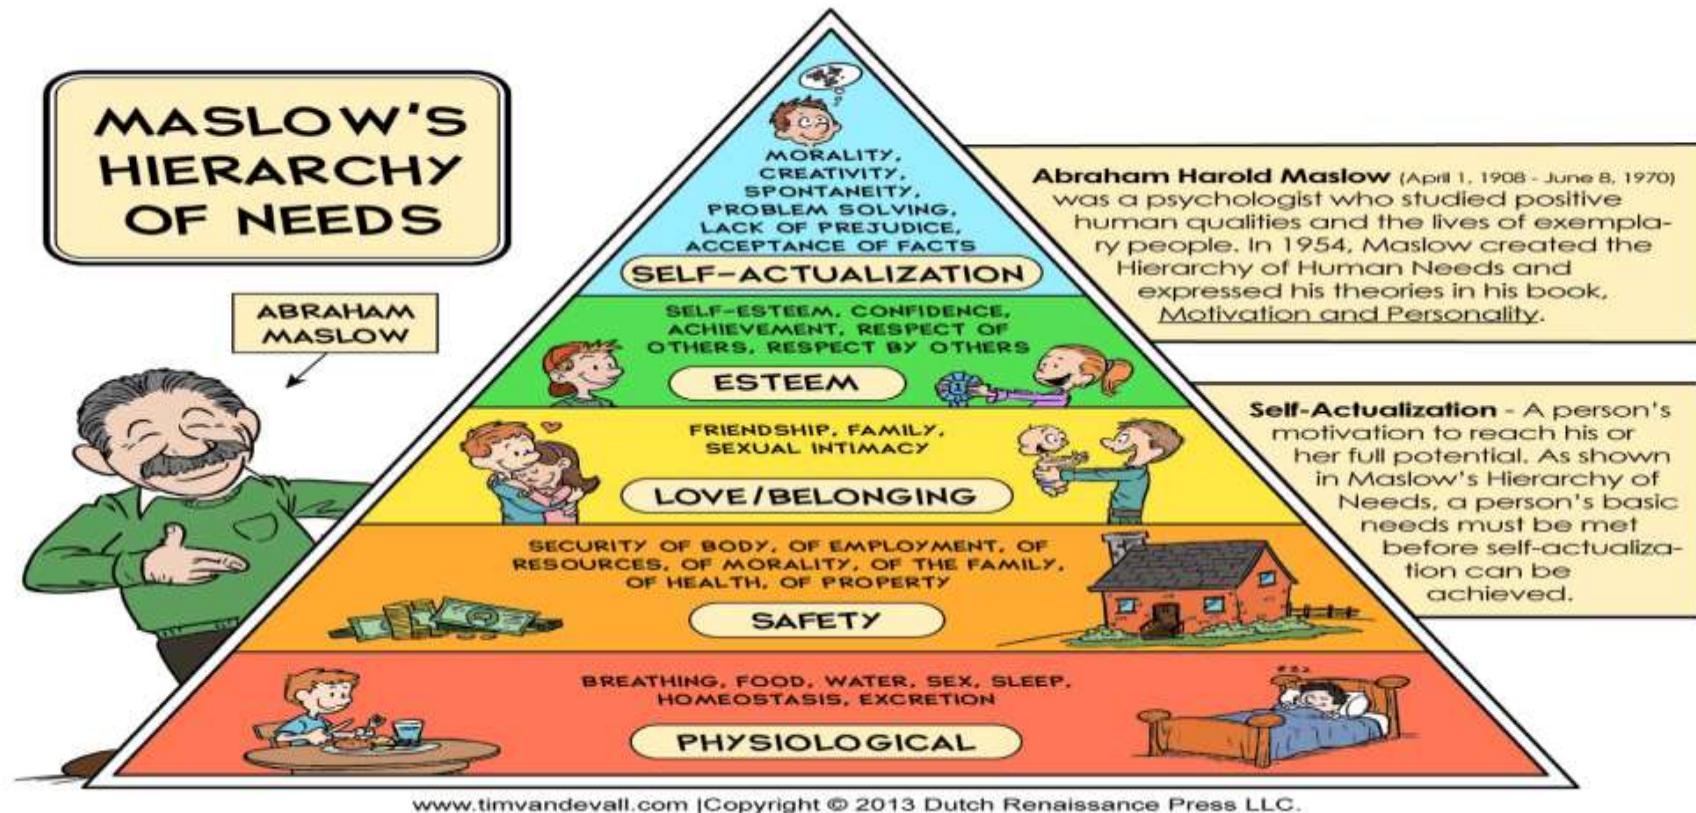 MASLOW'S
HIERARCHY
OF NEEDS
ABRAHAM
MASLOW
MORALITY,
CREATIVITY,
SPONTANEITY,
PROBLEM SOLVING,
LACK OF PREJUDICE,
ACCEPTANCE OF FACTS
SELF-ACTUALIZATION
SELF-ESTEEM, CONFIDENCE,
ACHIEVEMENT, RESPECT OF
OTHERS, RESPECT BY OTHERS
ESTEEM
1
FRIENDSHIP, FAMILY,
SEXUAL INTIMACY
LOVE/BELONGING
SECURITY OF BODY, OF EMPLOYMENT, OF
RESOURCES, OF MORALITY, OF THE FAMILY,
OF HEALTH, OF PROPERTY
SAFETY
BREATHING, FOOD, WATER, SEX, SLEEP,
HOMEOSTASIS, EXCRETION
PHYSIOLOGICAL
Abraham Harold Maslow (April 1, 1908 - June 8, 1970)
was a psychologist who studied positive
human qualities and the lives of exempla-
ry people. In 1954, Maslow created the
Hierarchy of Human Needs and
expressed his theories in his book,
Motivation and Personality.
Self-Actualization - A person's
motivation to reach his or
her full potential. As shown
in Maslow's Hierarchy of
Needs, a person's basic
needs must be met
before self-actualiza-
tion can be
achieved.
www.timvandevall.com |Copyright © 2013 Dutch Renaissance Press LLC.